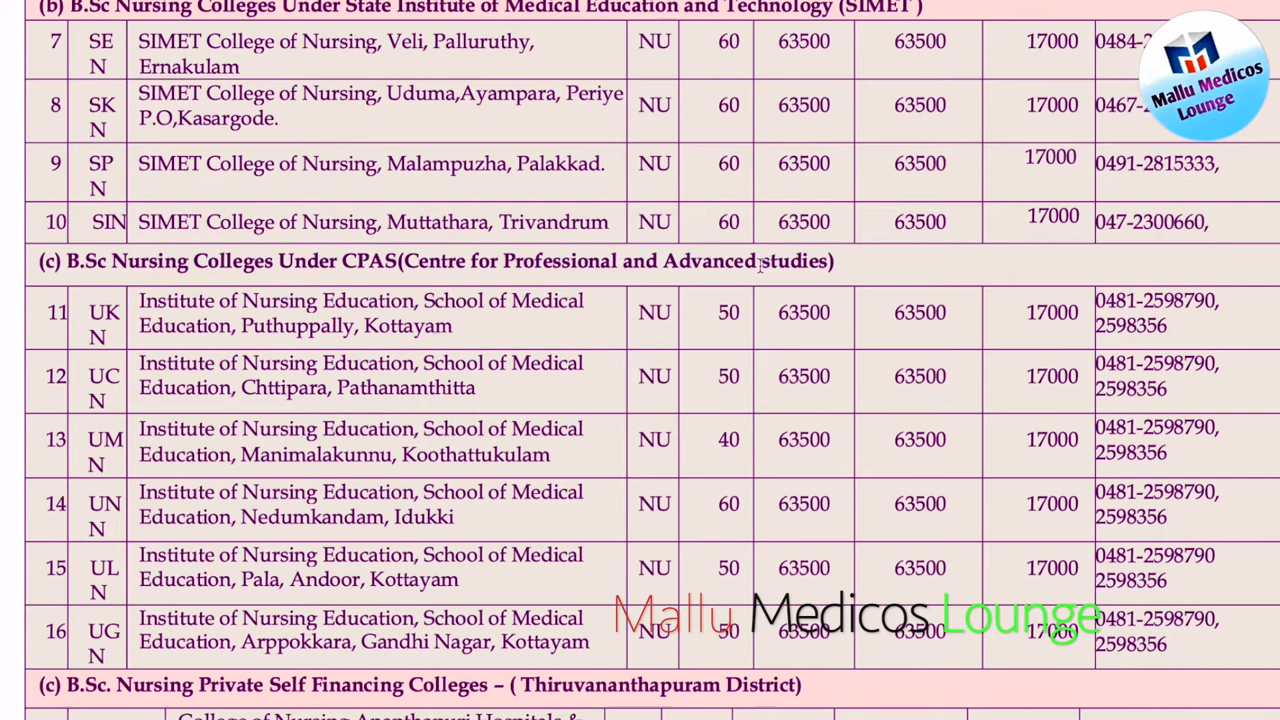 (b) B.Sc Nursing Colleges Under State Institute of Medical Education and Technology (SIMET )
7 SE SIMET College of Nursing, Veli, Palluruthy, NU 60 63500 63500 17000 0484-2
N Ernakulam
8 SK SIMET College of Nursing, Uduma,Ayampara, Periye NU 60 63500 63500 17000 0467-2
N P.O,Kasargode.
9 SP SIMET College of Nursing, Malampuzha, Palakkad. NU 60 63500 63500 17000 0491-2815333,
N
10 SIN SIMET College of Nursing, Muttathara, Trivandrum NU 60 63500 63500 17000 047-2300660,
(c) B.Sc Nursing Colleges Under CPAS(Centre for Professional and Advanced studies)
11 UK Institute of Nursing Education, School of Medical NU 50 63500 63500 17000 0481-2598790,
N Education, Puthuppally, Kottayam 2598356
12 UC Institute of Nursing Education, School of Medical NU 50 63500 63500 17000 0481-2598790,
N Education, Chttipara, Pathanamthitta 2598356
13 UM Institute of Nursing Education, School of Medical NU 40 63500 63500 17000 0481-2598790,
N Education, Manimalakunnu, Koothattukulam 2598356
14 UN Institute of Nursing Education, School of Medical NU 60 63500 63500 17000 0481-2598790,
N Education, Nedumkandam, Idukki 2598356
15 UL Institute of Nursing Education, School of Medical NU 50 63500 63500 17000 0481-2598790
N Education, Pala, Andoor, Kottayam 2598356
16 UG Institute of Nursing Education, School of Medical NU 50 63500 63500 17000 0481-2598790,
N Education, Arppokkara, Gandhi Nagar, Kottayam 2598356
(c) B.Sc. Nursing Private Self Financing Colleges – ( Thiruvananthapuram District)
College of Nursing Ananthapuri Hospitals &
Mallu Medicos
Lounge
Mallu Medicos Lounge